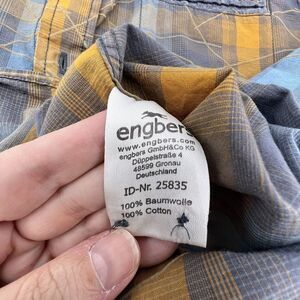 engbers
www.engbers.com
engbers GmbH&Co KG
Düppelstraße 4
48599 Gronau
Deutschland
ID-Nr. 25835
100% Baumwolle
100% Cotton